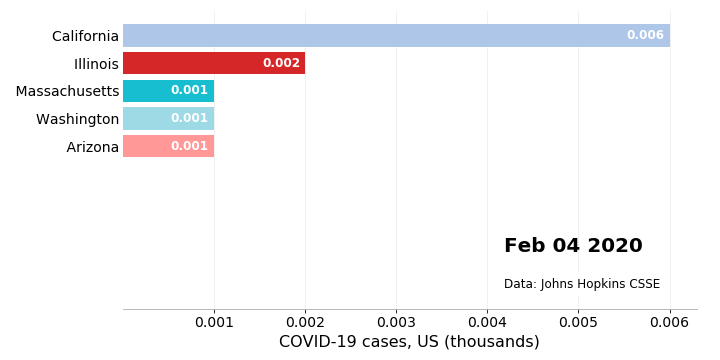 California 0.006
Illinois 0.002
Massachusetts 0.001
Washington 0.001
Arizona 0.001
Feb 04 2020
Data: Johns Hopkins CSSE
0.001 0.002 0.003 0.004 0.005 0.006
COVID-19 cases, US (thousands)